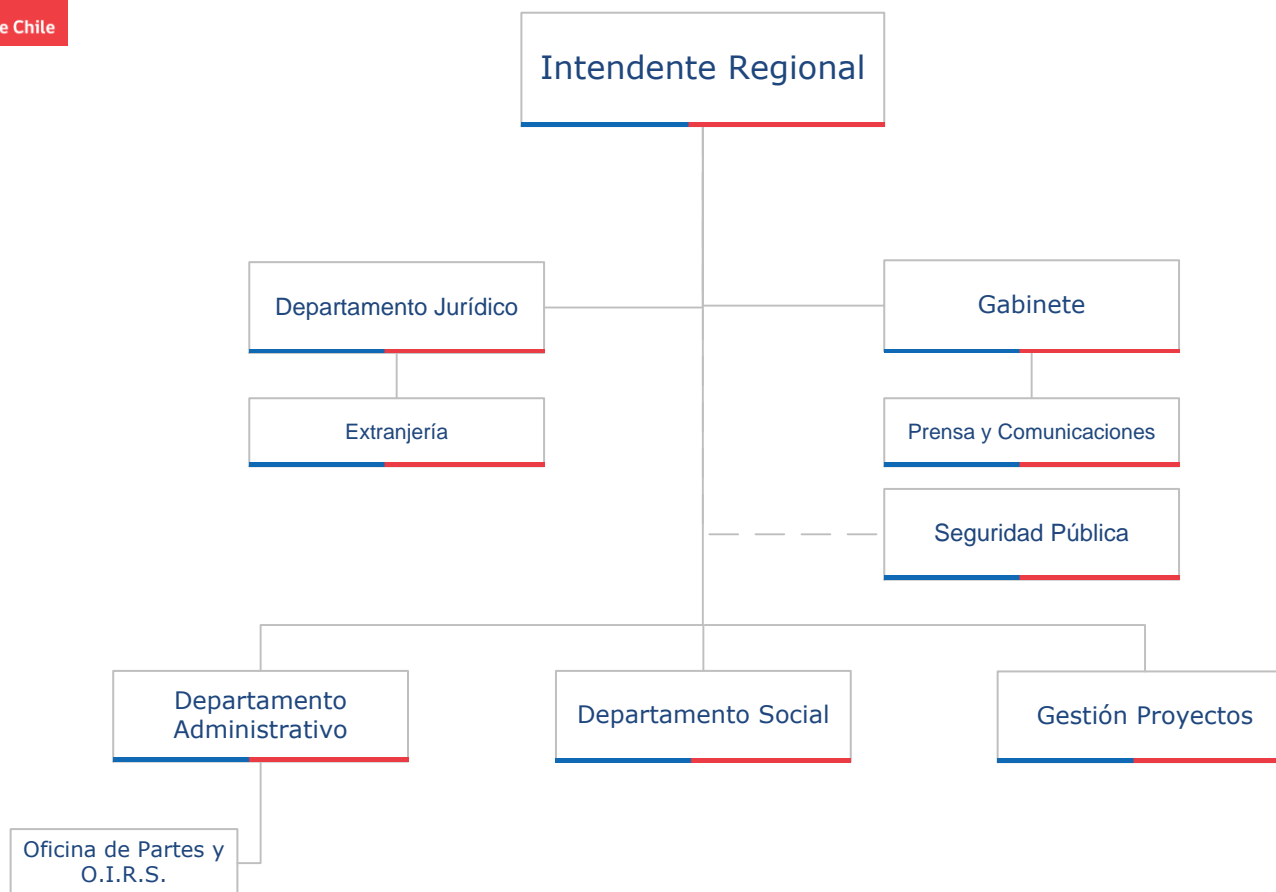 e Chile
Intendente Regional
Departamento Jurídico
Gabinete
Extranjería
Prensa y Comunicaciones
Seguridad Pública
Departamento
Administrativo
Departamento Social
Gestión Proyectos
Oficina de Partes y
O.I.R.S.